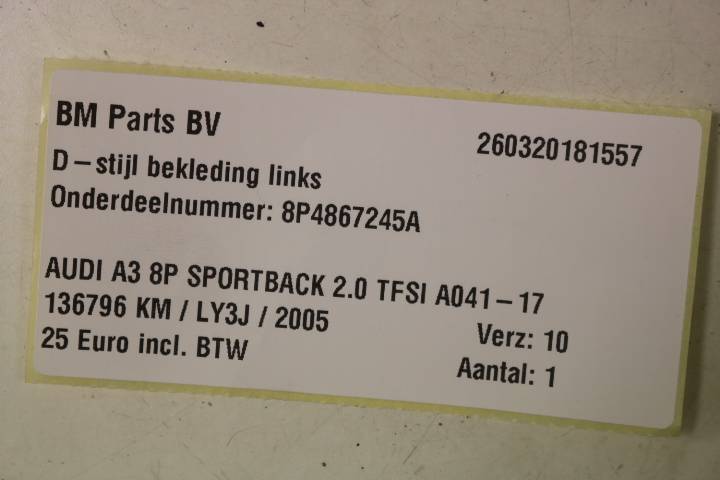 BM Parts BV
260320181557
D-stijl bekleding links
Onderdeelnummer: 8P4867245A
AUDI A3 8P SPORTBACK 2.0 TFSI A041-17
136796 KM / LY3J / 2005
Verz: 10
25 Euro incl. BTW
Aantal: 1